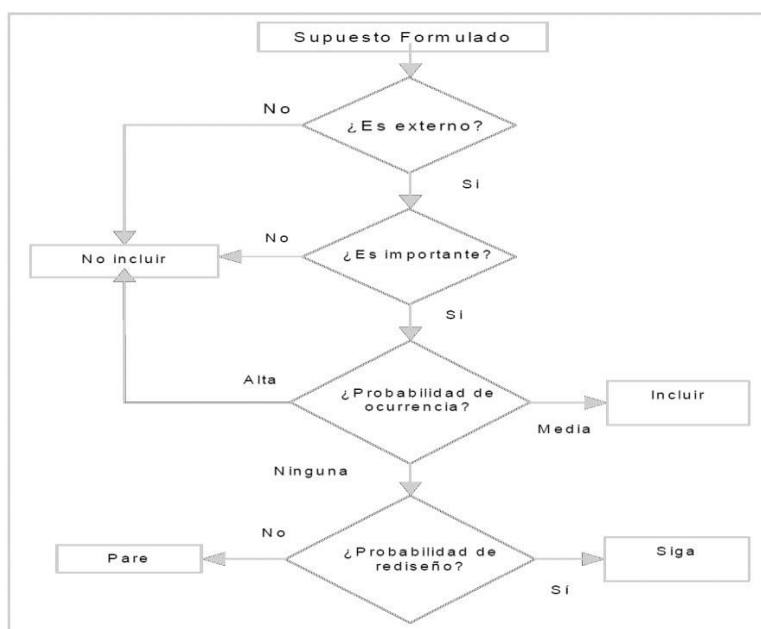 Supuesto Formulado
No
¿Es externo?
Si
No
¿Es importante?
No incluir
Si
Alta
¿Probabilidad de
ocurrencia?
Incluir
Media
Ninguna
No
¿Probabilidad de
rediseño?
Siga
Pare
Sí